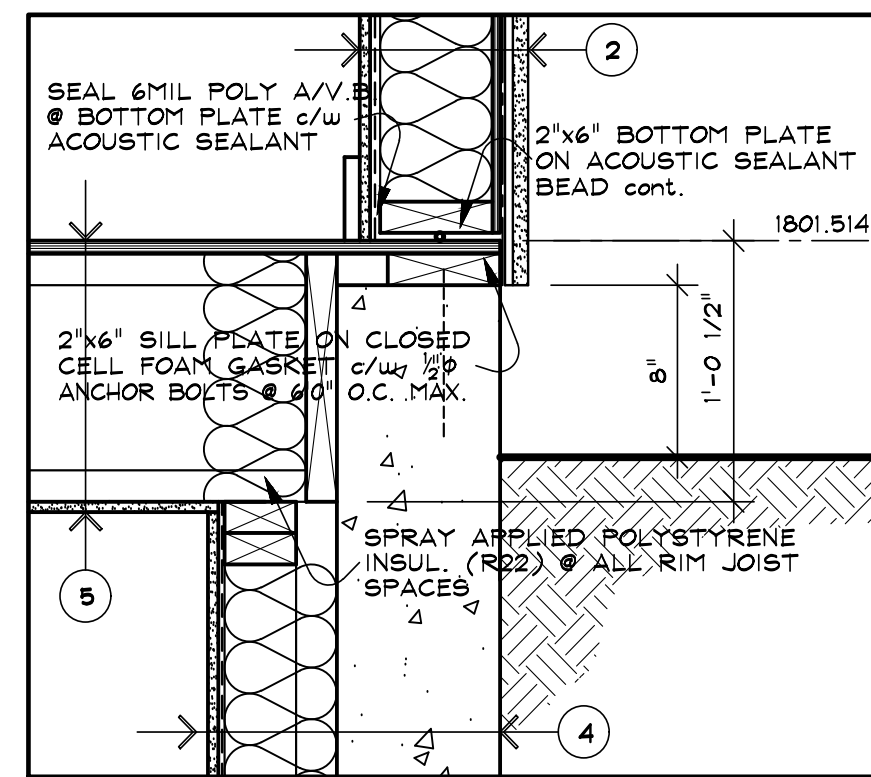 2
SEAL 6MIL POLY A/V.B
@ BOTTOM PLATE c/w
ACOUSTIC SEALANT
2"x6" BOTTOM PLATE
ON ACOUSTIC SEALANT
BEAD cont.
1801.514
2"x6" SILL PLATE ON CLOSED
CELL FOAM GASKET c/w 1/2"Φ
ANCHOR BOLTS @ 6'0" O.C. MAX.
8"
1'-0 1/2"
SPRAY APPLIED POLYSTYRENE
INSUL. (R22) @ ALL RIM JOIST
SPACES
5
4